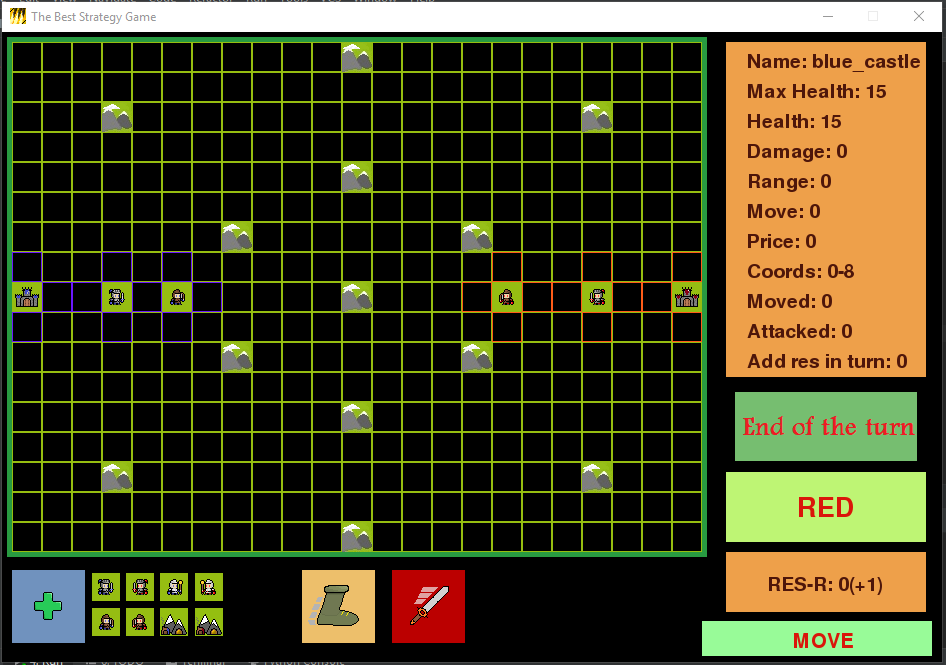 The Best Strategy Game
Name: blue_castle
Max Health: 15
Health: 15
Damage: 0
Range: 0
Move: 0
Price: 0
Coords: 0-8
Moved: 0
Attacked: 0
Add res in turn: 0
End of the turn
RED
RES-R: 0(+1)
MOVE